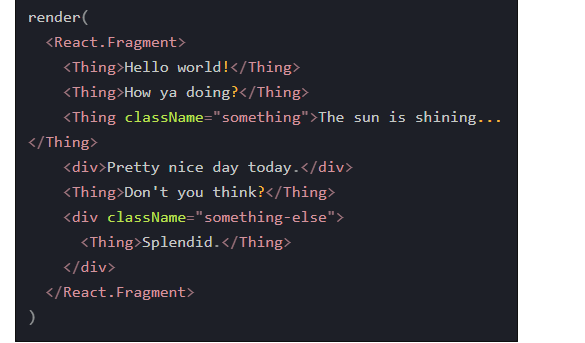 render(
  <React.Fragment>
    <Thing>Hello world!</Thing>
    <Thing>How ya doing?</Thing>
    <Thing className="something">The sun is shining...
</Thing>
    <div>Pretty nice day today.</div>
    <Thing>Don't you think?</Thing>
    <div className="something-else">
      <Thing>Splendid.</Thing>
    </div>
  </React.Fragment>
)